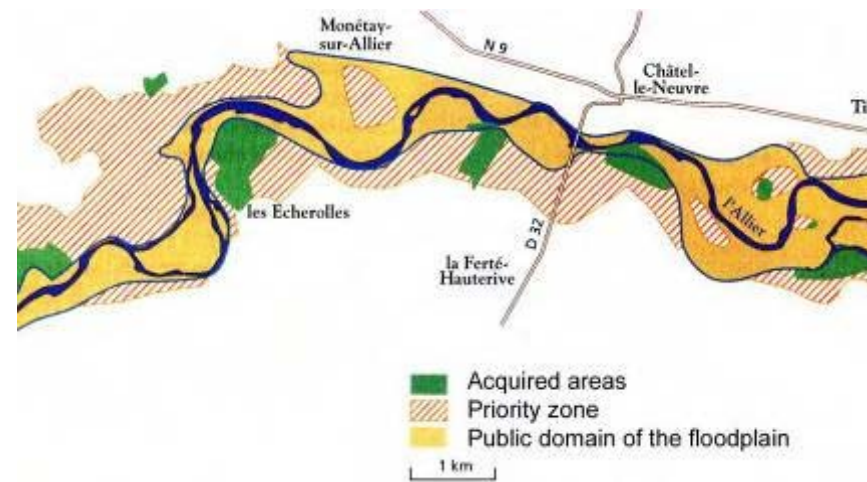 Monétay-
sur-Allier
N 9
Châtel-
le-Neuvre
les Echerolles
l'Allier
D 32
la Ferté-
Hauterive
Acquired areas
Priority zone
Public domain of the floodplain
1 km